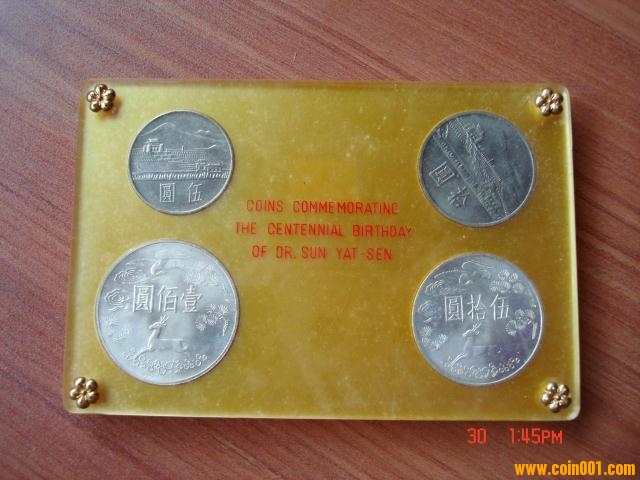 圓伍
拾圓
COINS COMMEMORATING
THE CENTENNIAL BIRTHDAY
OF DR. SUN YAT-SEN
圓佰壹
圓拾伍
30 1:45PM
www.coin001.com